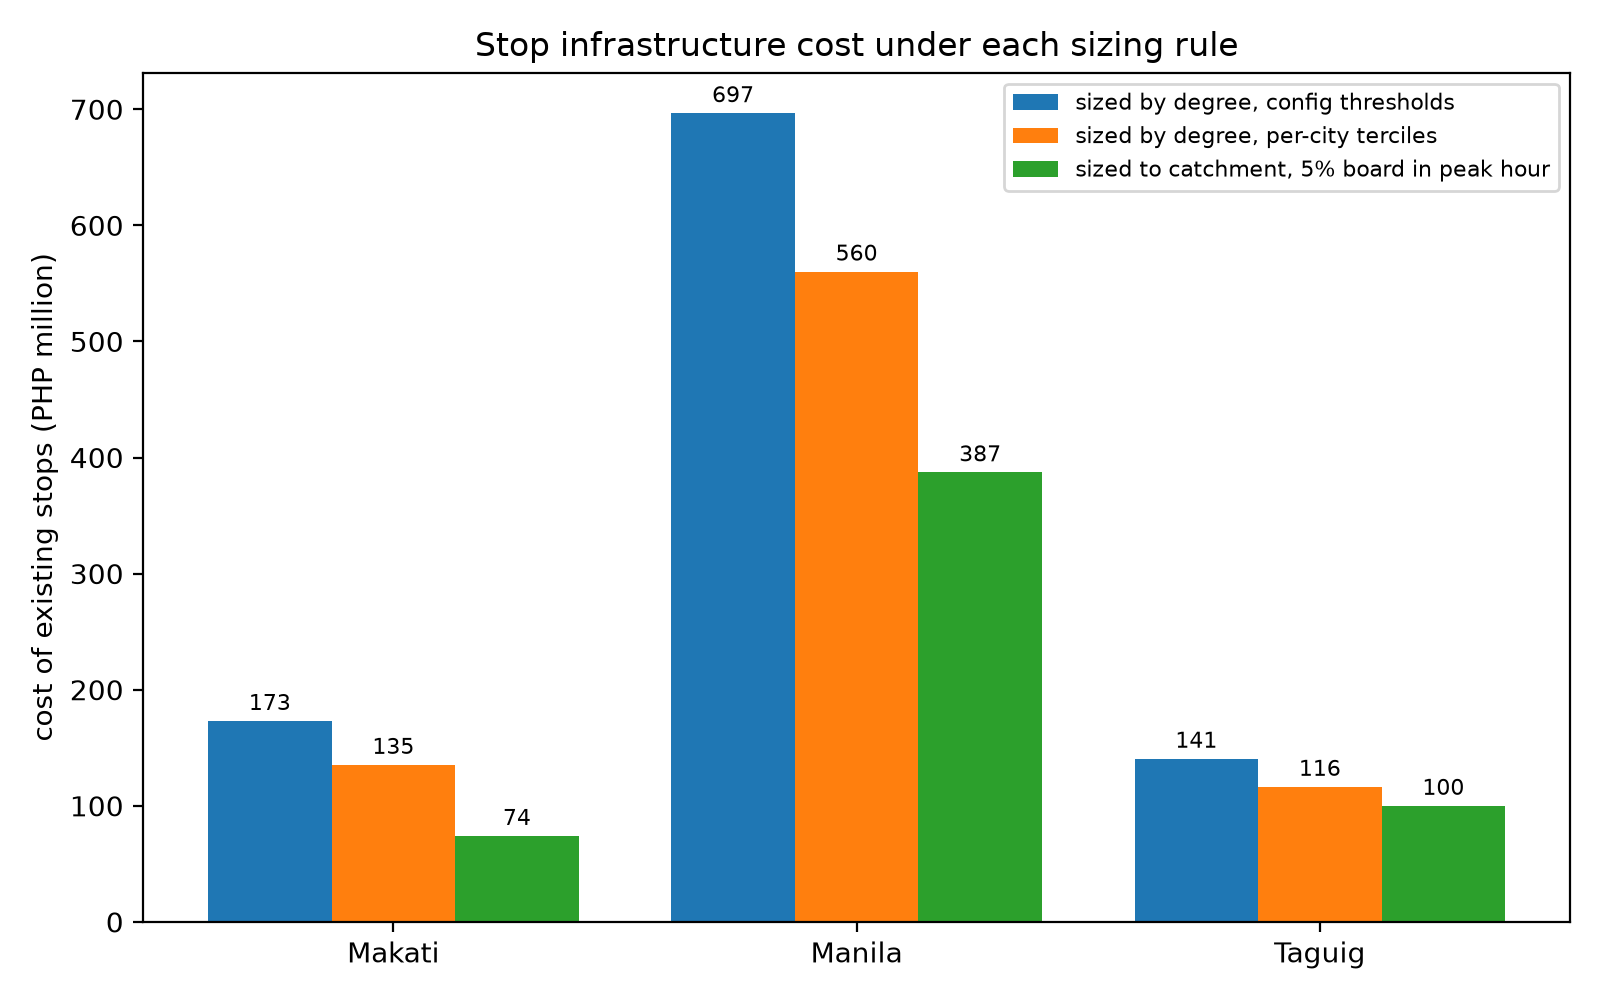 Stop infrastructure cost under each sizing rule
sized by degree, config thresholds
sized by degree, per-city terciles
sized to catchment, 5% board in peak hour
cost of existing stops (PHP million)
700
600
500
400
300
200
100
0
173
135
74
697
560
387
141
116
100
Makati
Manila
Taguig